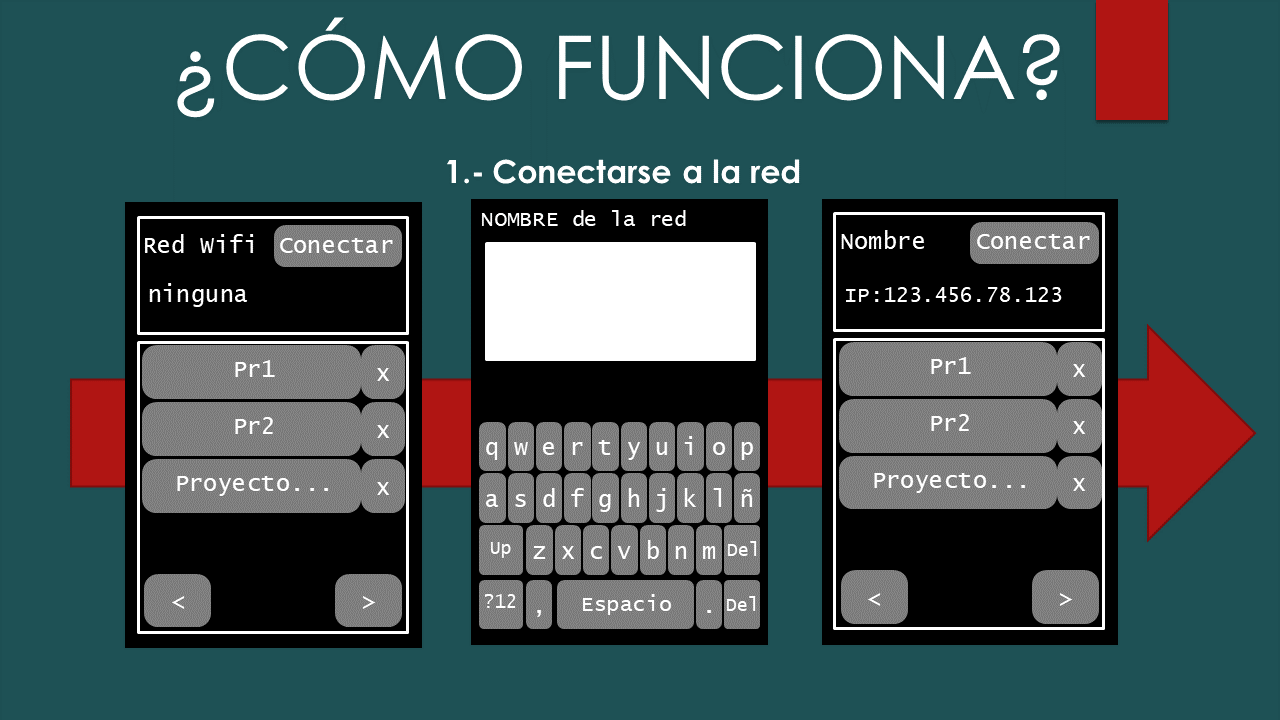 ¿CÓMO FUNCIONA?
1.- Conectarse a la red
Red Wifi Conectar
ninguna
Pr1 x
Pr2 x
Proyecto... x
< >
NOMBRE de la red
q w e r t y u i o p
a s d f g h j k l ñ
Up z x c v b n m Del
?12 , Espacio . Del
Nombre Conectar
IP:123.456.78.123
Pr1 x
Pr2 x
Proyecto... x
< >